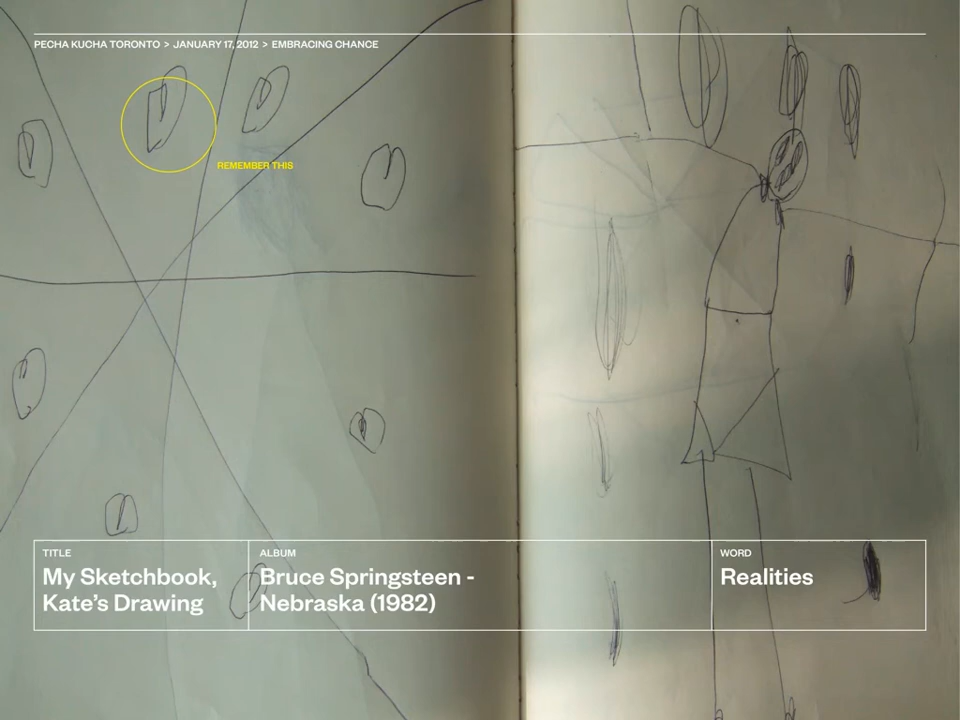 PECHA KUCHA TORONTO > JANUARY 17, 2012 > EMBRACING CHANCE
REMEMBER THIS
TITLE
My Sketchbook,
Kate’s Drawing
ALBUM
Bruce Springsteen -
Nebraska (1982)
WORD
Realities